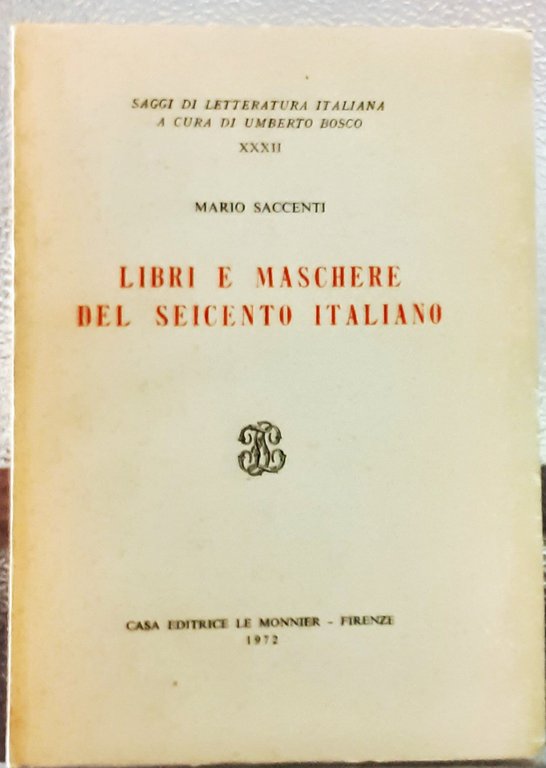 SAGGI DI LETTERATURA ITALIANA
A CURA DI UMBERTO BOSCO
XXXII
MARIO SACCENTI
LIBRI E MASCHERE
DEL SEICENTO ITALIANO
CASA EDITRICE LE MONNIER - FIRENZE
1972